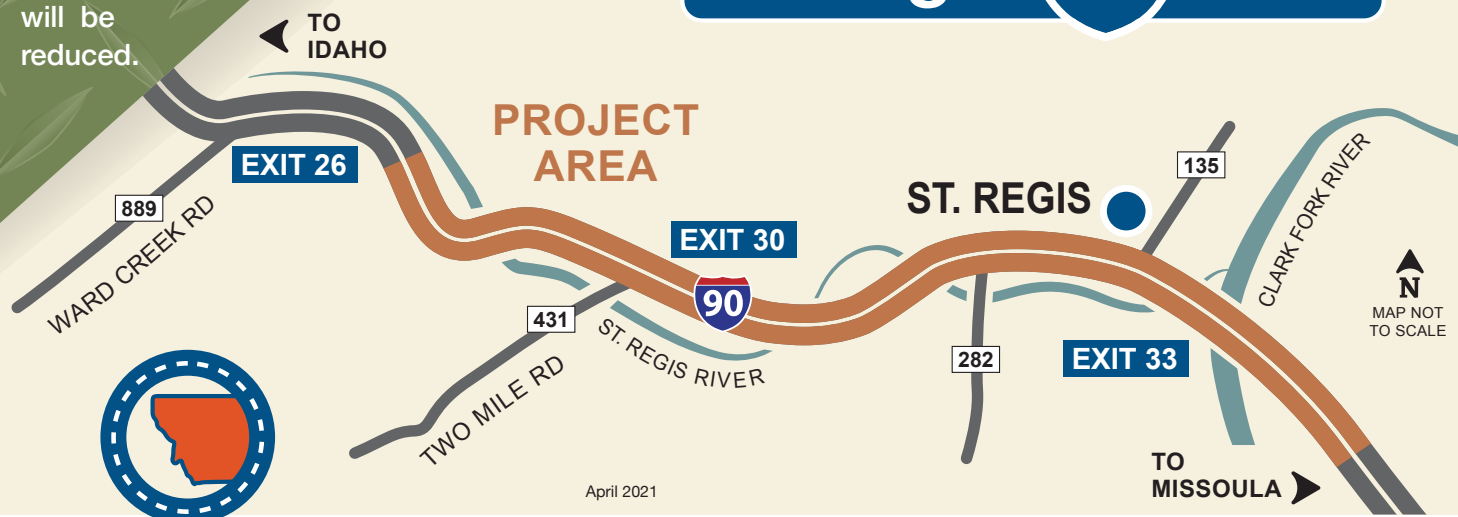 will be
reduced.
TO
IDAHO
PROJECT
AREA
EXIT 26
889
WARD CREEK RD
135
ST. REGIS
CLARK FORK RIVER
EXIT 30
90
N
MAP NOT
TO SCALE
431
ST. REGIS RIVER
TWO MILE RD
282
EXIT 33
TO
MISSOULA
April 2021